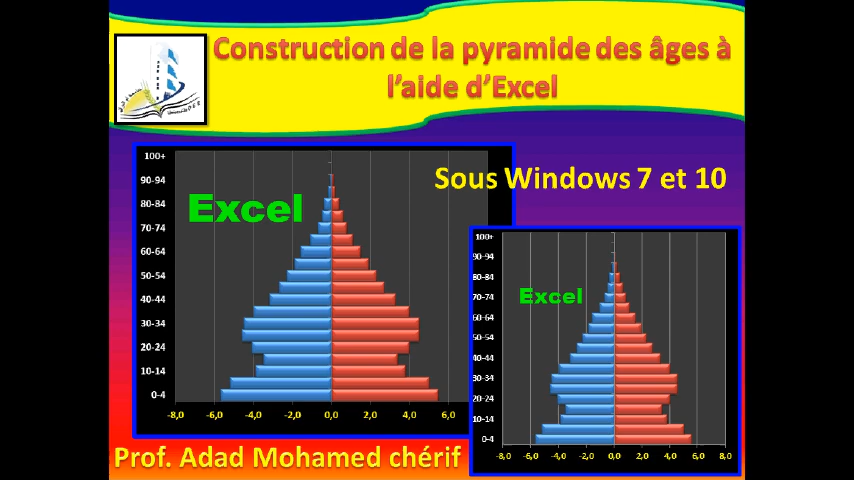 Construction de la pyramide des âges à
l'aide d'Excel
Sous Windows 7 et 10
100+
90-94
80-84
70-74
60-64
50-54
40-44
30-34
20-24
10-14
0-4
Excel
-8,0 -6,0 -4,0 -2,0 0,0 2,0 4,0 6,0
100+
90-94
80-84
70-74
60-64
50-54
40-44
30-34
20-24
10-14
0-4
Excel
-8,0 -6,0 -4,0 -2,0 0,0 2,0 4,0 6,0 8,0
Prof. Adad Mohamed chérif